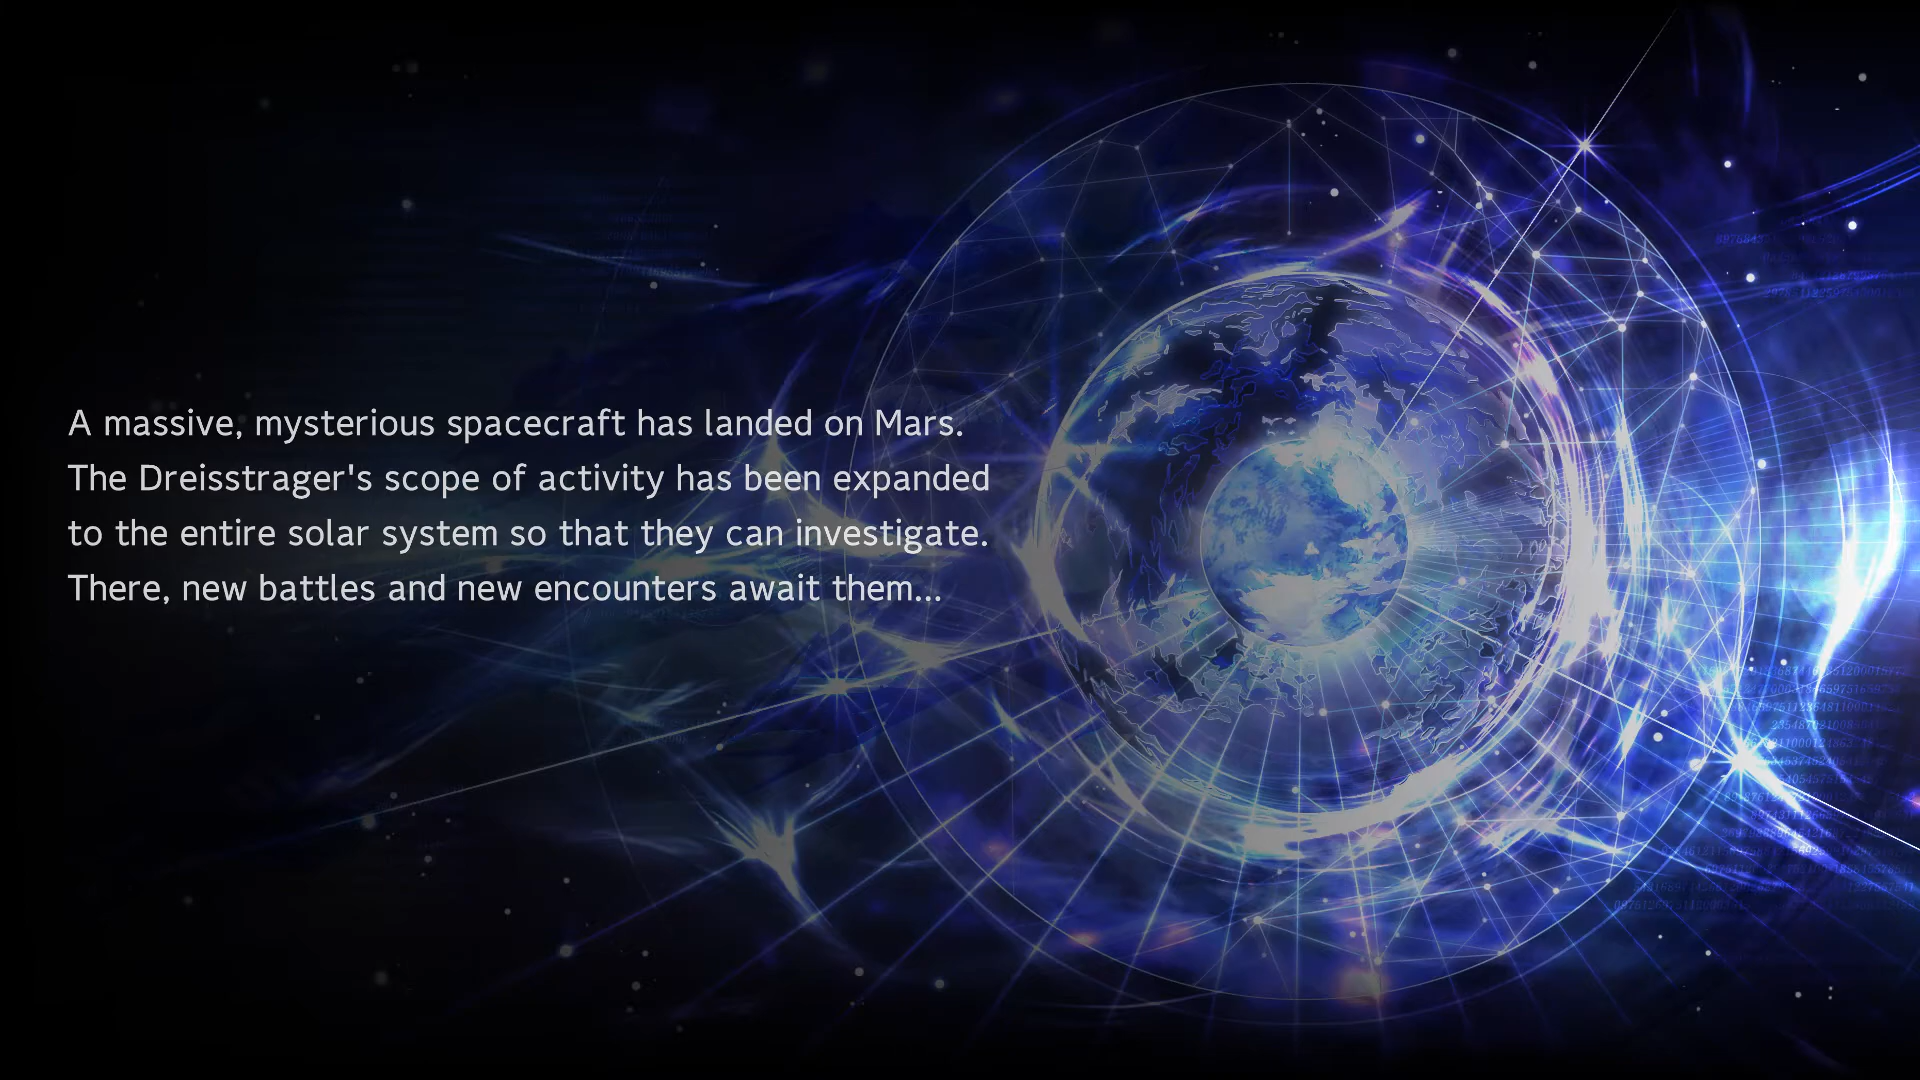 A massive, mysterious spacecraft has landed on Mars.
The Dreisstrager's scope of activity has been expanded
to the entire solar system so that they can investigate.
There, new battles and new encounters await them...